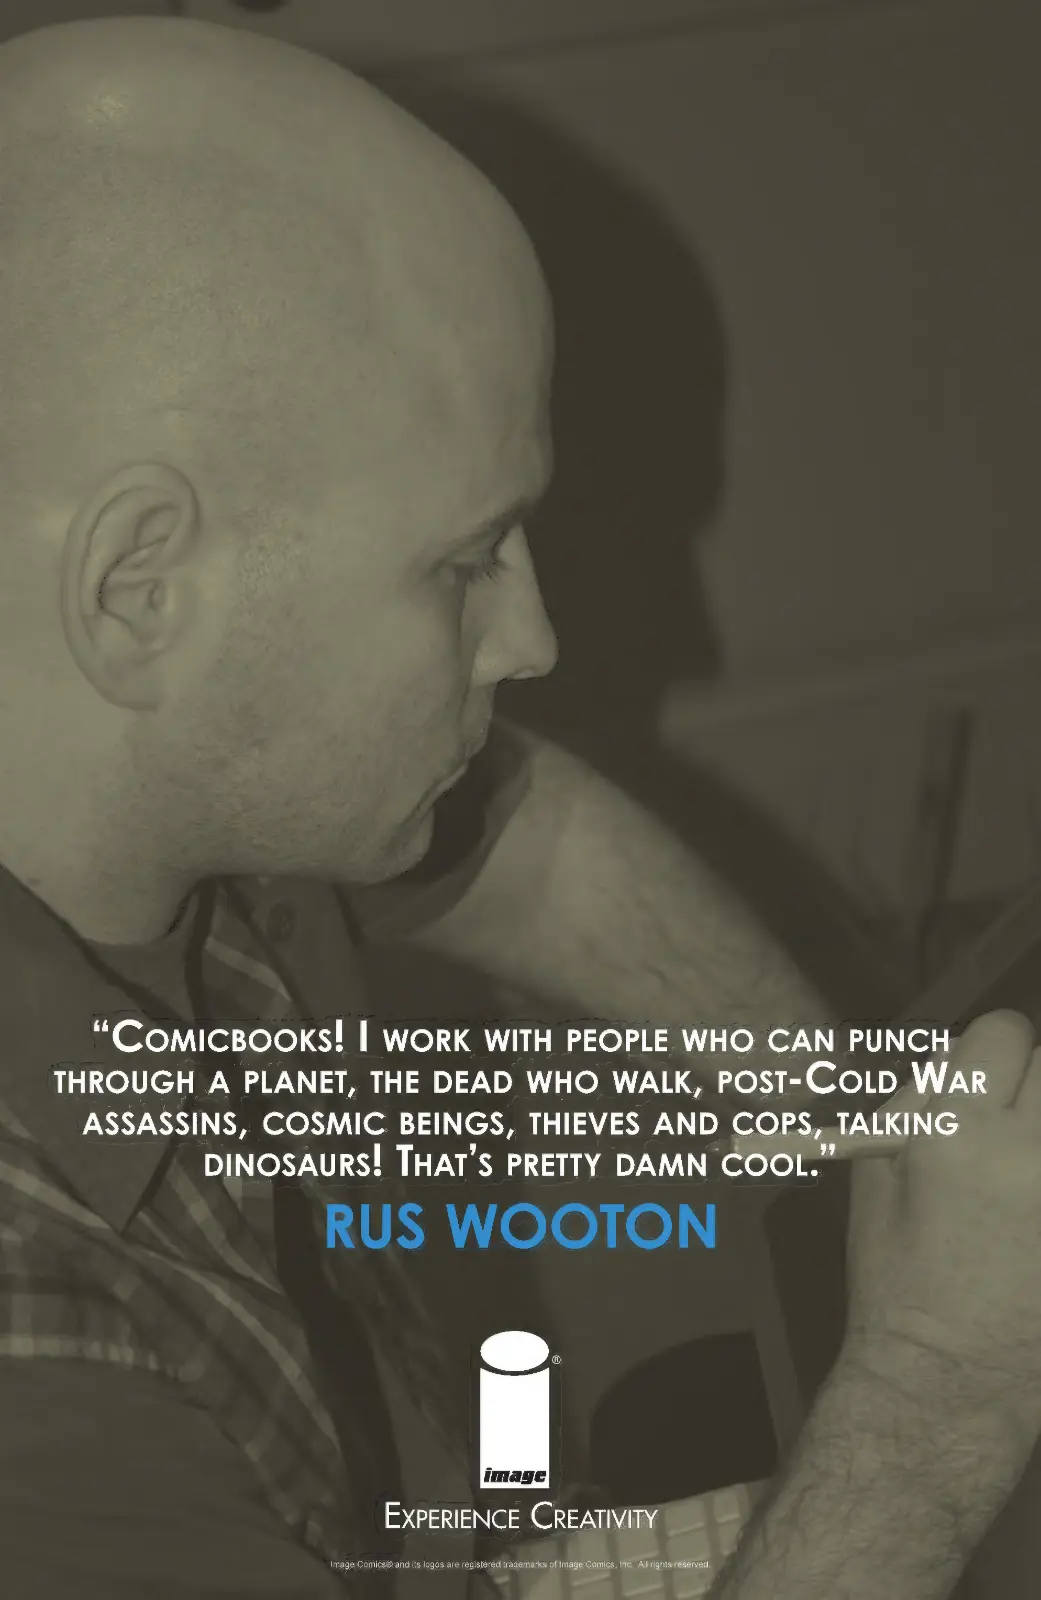 “Comicbooks! I work with people who can punch
through a planet, the dead who walk, post-Cold War
assassins, cosmic beings, thieves and cops, talking
dinosaurs! That’s pretty damn cool.”
RUS WOOTON
®
image
Experience Creativity
Image Comics® and its logos are registered trademarks of Image Comics, Inc. All rights reserved.